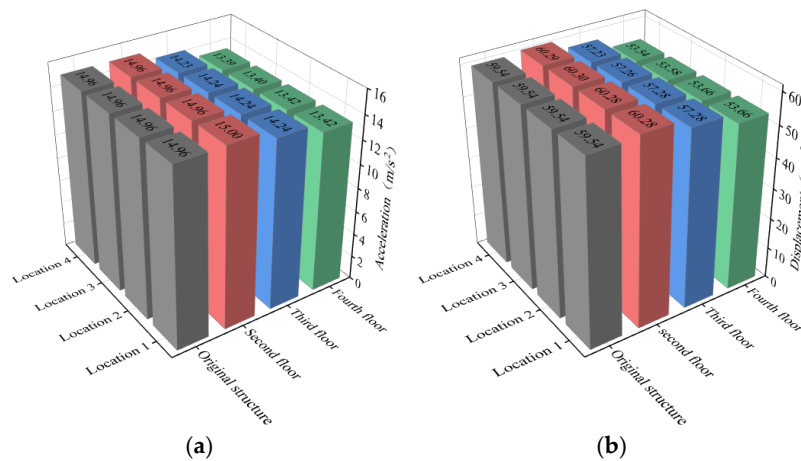 14.96
14.96
14.96
14.96
14.96
14.96
14.96
15.00
14.23
14.24
14.24
14.24
13.39
13.40
13.42
13.42
16
14
12
10
8
6
4
2
0
Acceleration (m/s²)
Location 4
Location 3
Location 2
Location 1
Original structure
Second floor
Third floor
Fourth floor
(a)
59.54
59.54
59.54
59.54
60.29
60.30
60.28
60.28
57.23
57.26
57.28
57.28
53.54
53.58
53.66
53.66
60
50
40
30
20
10
0
Displacement
Location 4
Location 3
Location 2
Location 1
Original structure
second floor
Third floor
Fourth floor
(b)